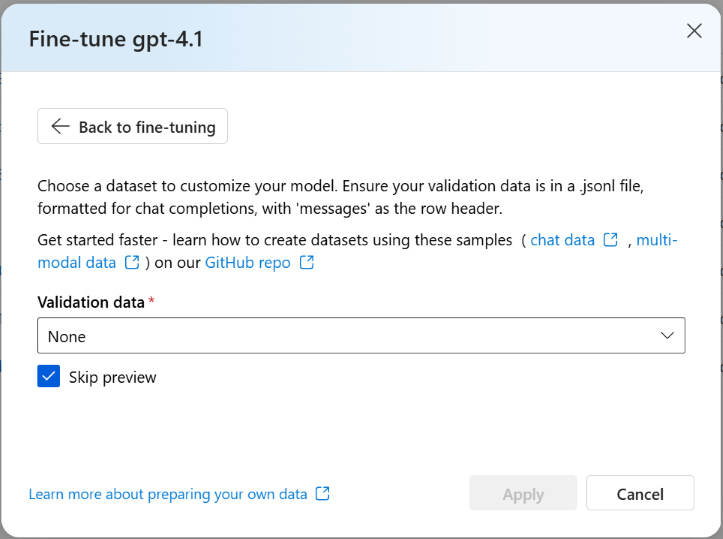 Fine-tune gpt-4.1
Back to fine-tuning
Choose a dataset to customize your model. Ensure your validation data is in a .jsonl file,
formatted for chat completions, with 'messages' as the row header.
Get started faster - learn how to create datasets using these samples ( chat data , multi-
modal data ) on our GitHub repo
Validation data *
None
Skip preview
Learn more about preparing your own data
Apply
Cancel